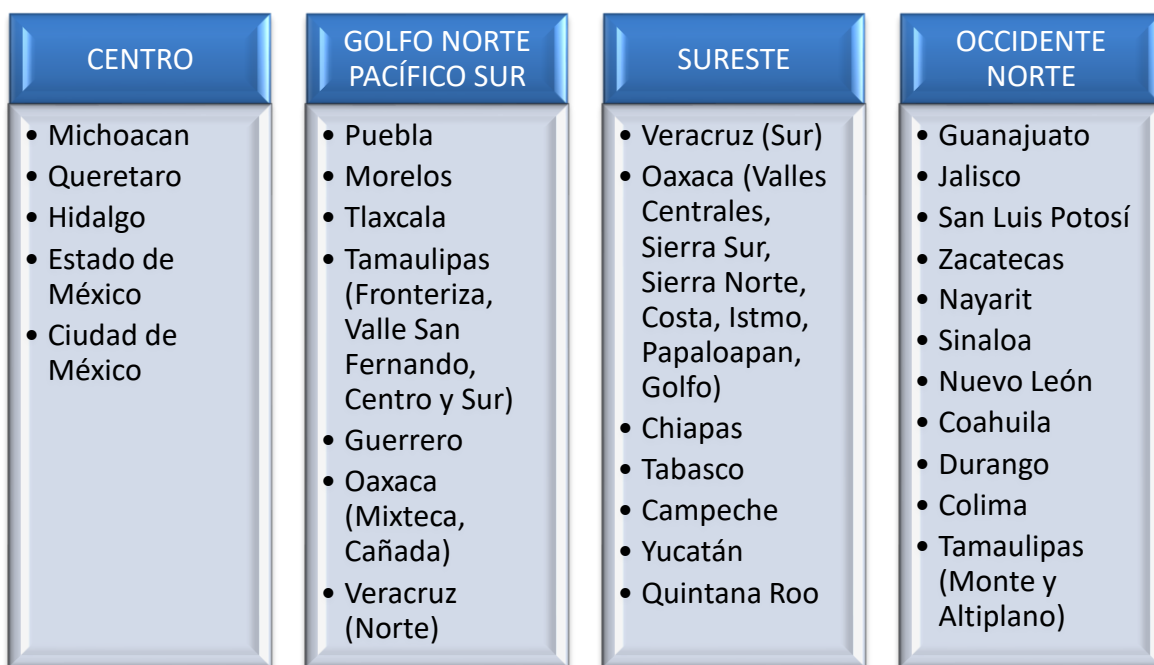 CENTRO
• Michoacan
• Queretaro
• Hidalgo
• Estado de
México
• Ciudad de
México
GOLFO NORTE
PACÍFICO SUR
• Puebla
• Morelos
• Tlaxcala
• Tamaulipas
(Fronteriza,
Valle San
Fernando,
Centro y Sur)
• Guerrero
• Oaxaca
(Mixteca,
Cañada)
• Veracruz
(Norte)
SURESTE
• Veracruz (Sur)
• Oaxaca (Valles
Centrales,
Sierra Sur,
Sierra Norte,
Costa, Istmo,
Papaloapan,
Golfo)
• Chiapas
• Tabasco
• Campeche
• Yucatán
• Quintana Roo
OCCIDENTE
NORTE
• Guanajuato
• Jalisco
• San Luis Potosí
• Zacatecas
• Nayarit
• Sinaloa
• Nuevo León
• Coahuila
• Durango
• Colima
• Tamaulipas
(Monte y
Altiplano)